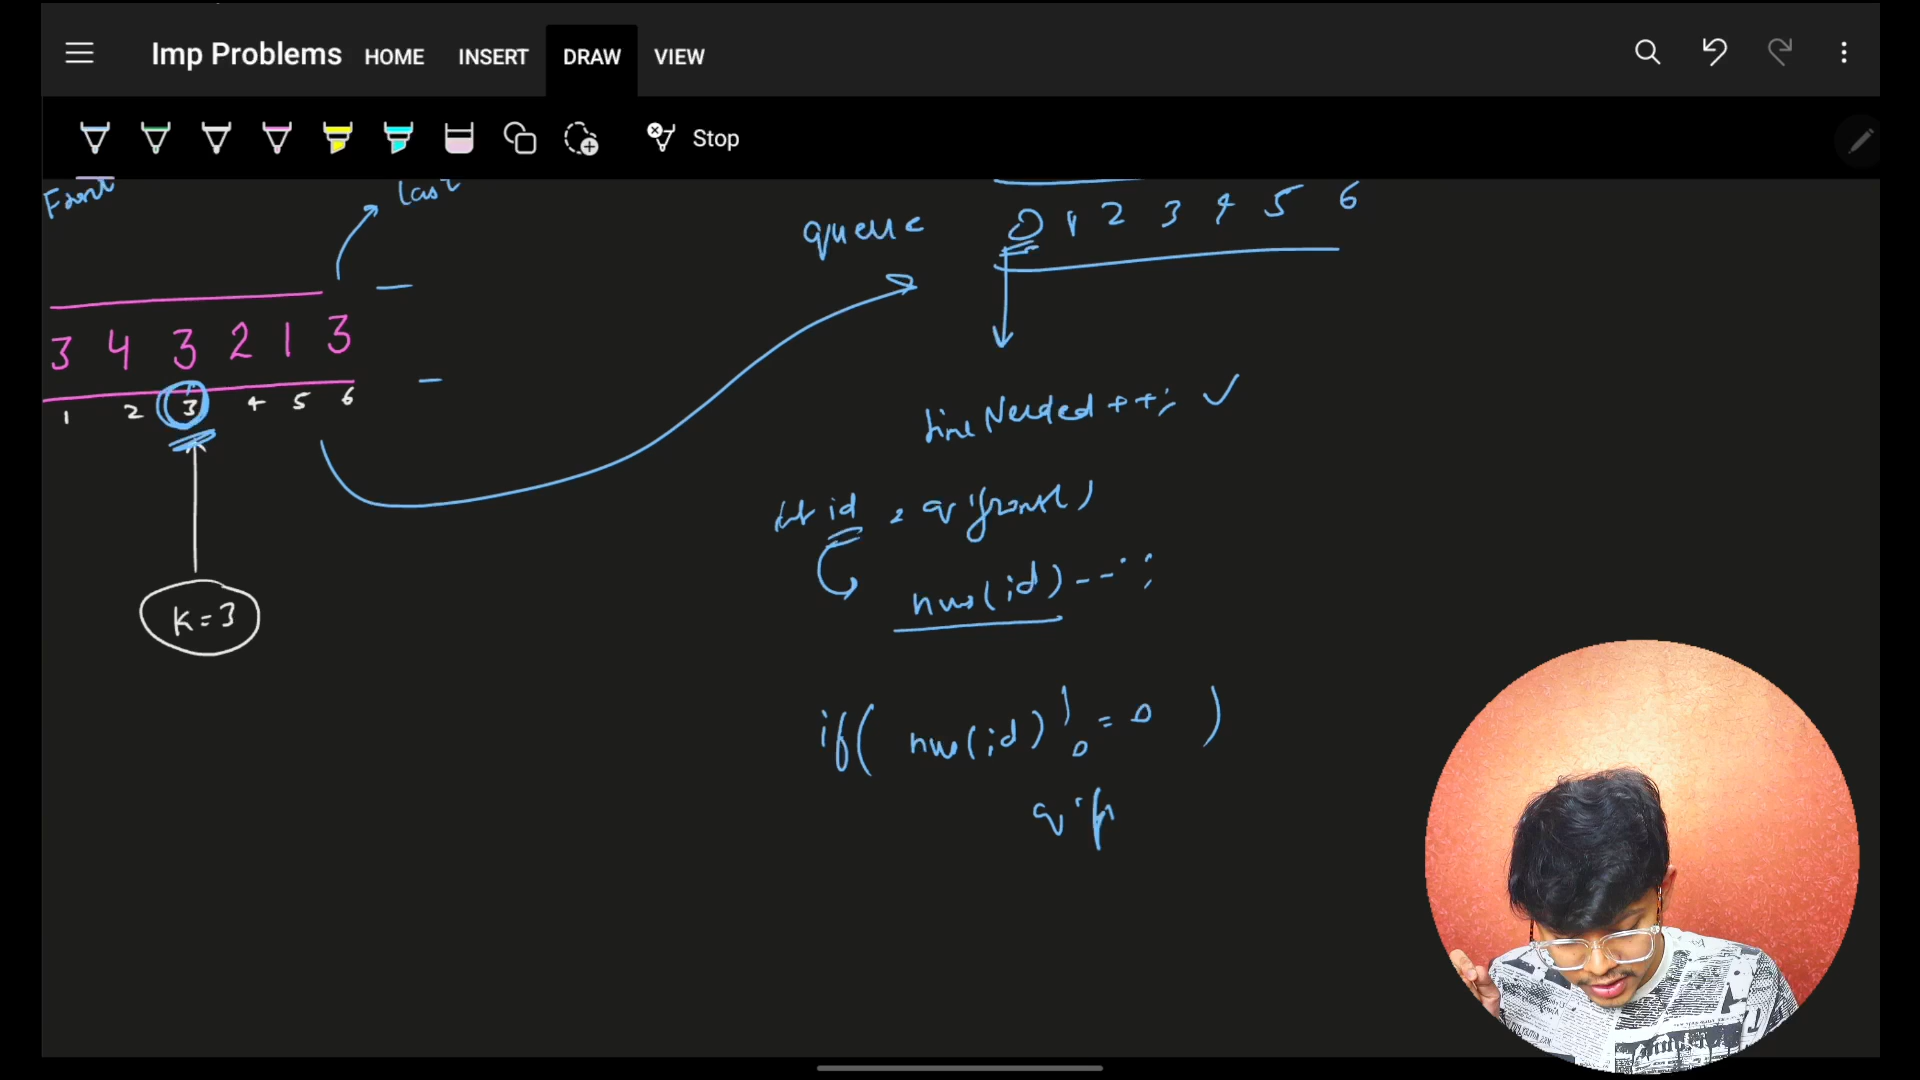 Imp Problems HOME INSERT DRAW VIEW
Stop
Front
last
queue 0 1 2 3 4 5 6
3 4 3 2 1 3
1 2 3 4 5 6
k = 3
time Needed ++; ✓
int id = q.front()
nums(id)--;
if( nums(id) != 0 )